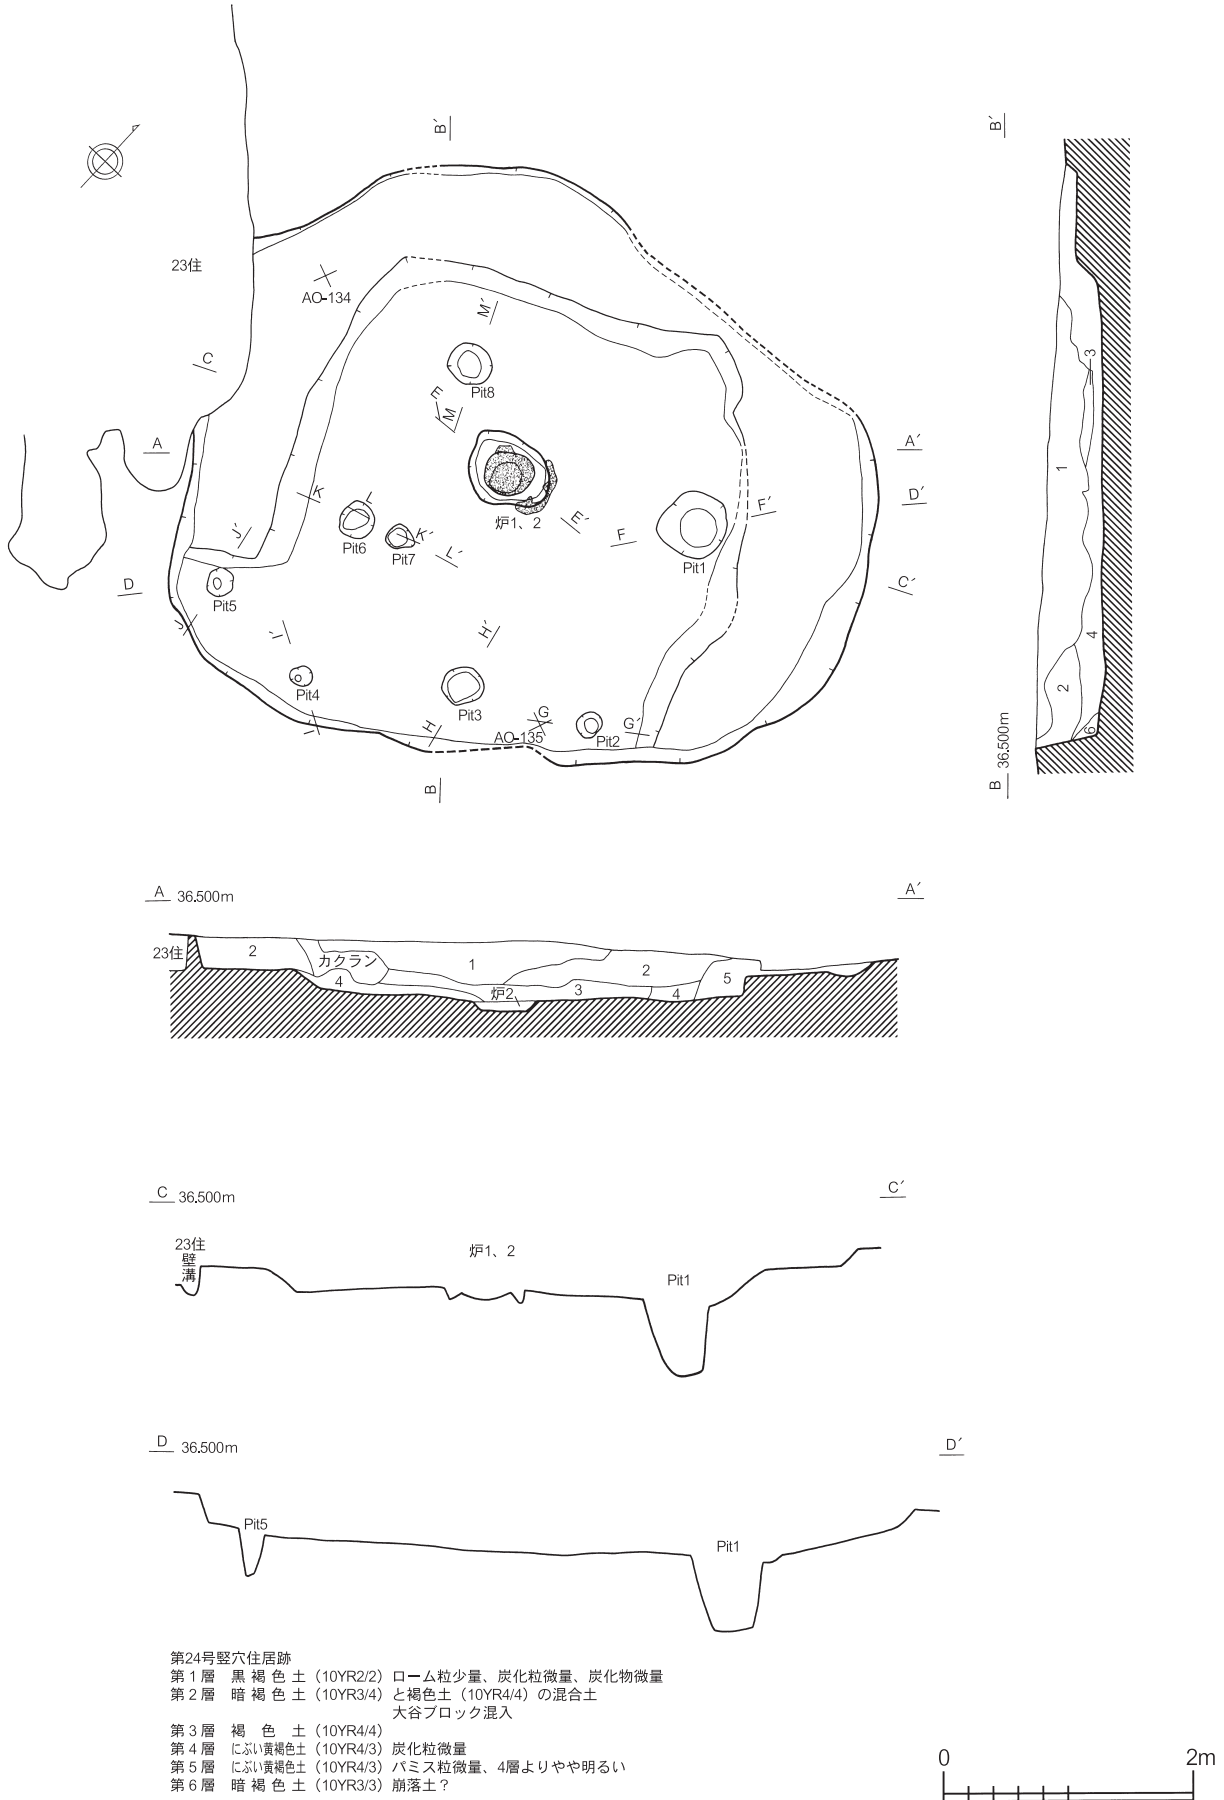 B´
B´
23住
AO-134
M´
C
Pit8
E
M
A
A´
3
K
L
D´
1
炉1、2
E´
F
F´
J´
Pit6
Pit7
K´
L´
Pit1
D
C´
Pit5
J
I´
H´
4
Pit4
Pit3
2
I
H
G
AO-135
Pit2
G´
6
B
B 36.500m
A 36.500m
A´
23住
2
カクラン
1
2
5
4
炉2
3
4
C 36.500m
C´
23住
壁溝
炉1、2
Pit1
D 36.500m
D´
Pit5
Pit1
第24号竪穴住居跡
第1層 黒褐色土（10YR2/2）ローム粒少量、炭化粒微量、炭化物微量
第2層 暗褐色土（10YR3/4）と褐色土（10YR4/4）の混合土
大谷ブロック混入
第3層 褐色土（10YR4/4）
第4層 にぶい黄褐色土（10YR4/3）炭化粒微量
第5層 にぶい黄褐色土（10YR4/3）パミス粒微量、4層よりやや明るい
第6層 暗褐色土（10YR3/3）崩落土？
0 2m